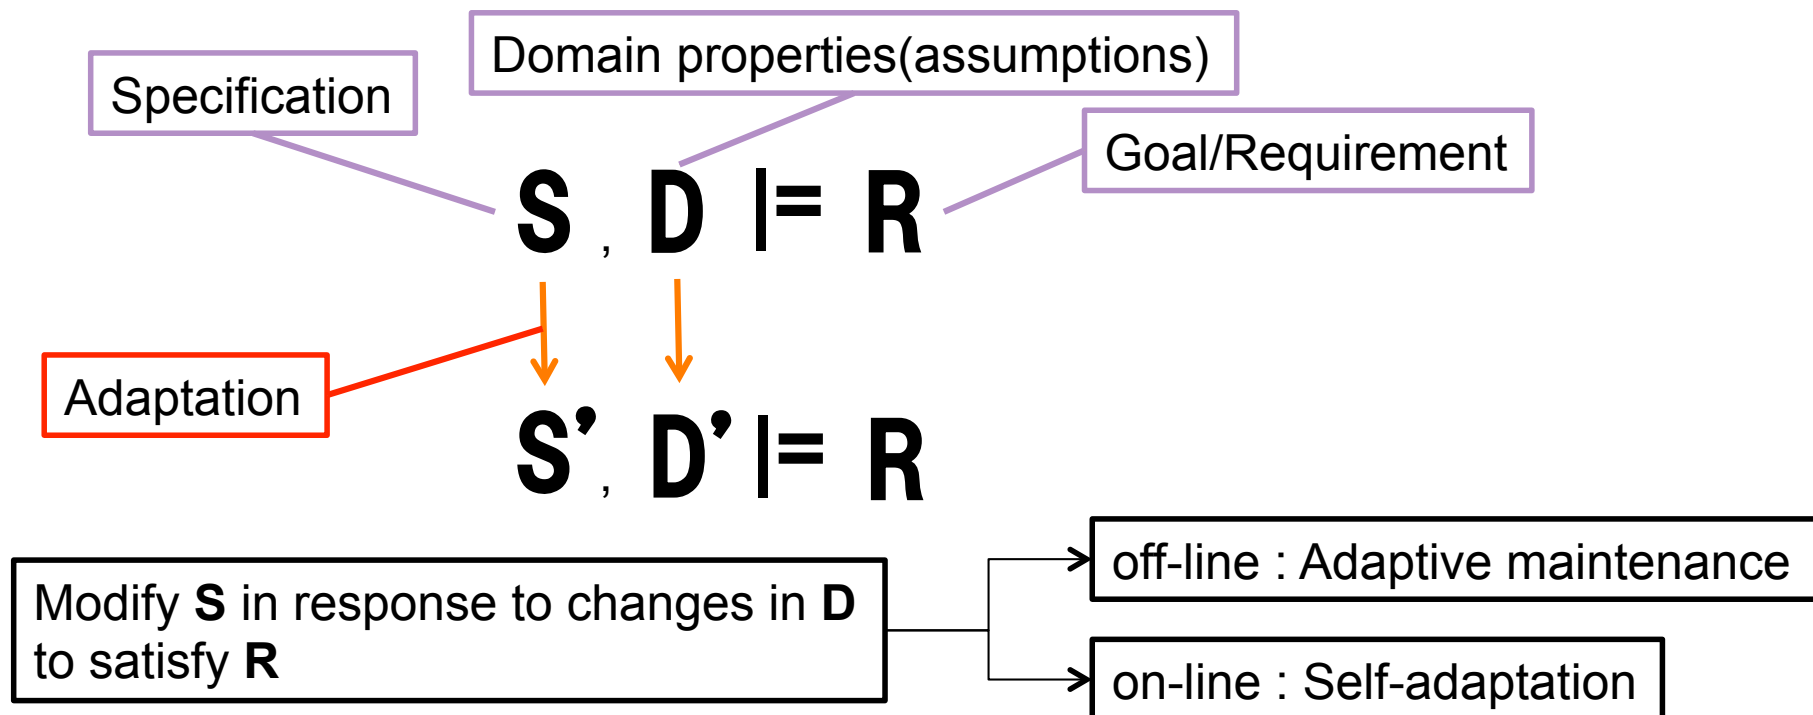 Domain properties(assumptions)
Specification
Goal/Requirement
S , D |= R
Adaptation
S’, D’ |= R
Modify S in response to changes in D
to satisfy R
off-line : Adaptive maintenance
on-line : Self-adaptation